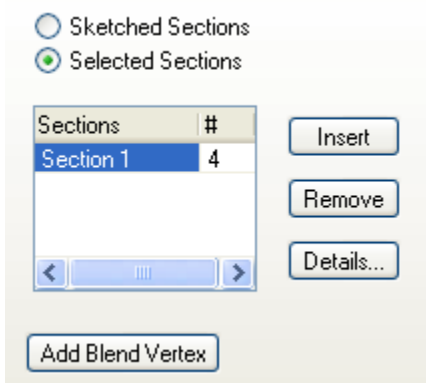 Sketched Sections
Selected Sections
Sections #
Section 1 4
Insert
Remove
Details...
Add Blend Vertex